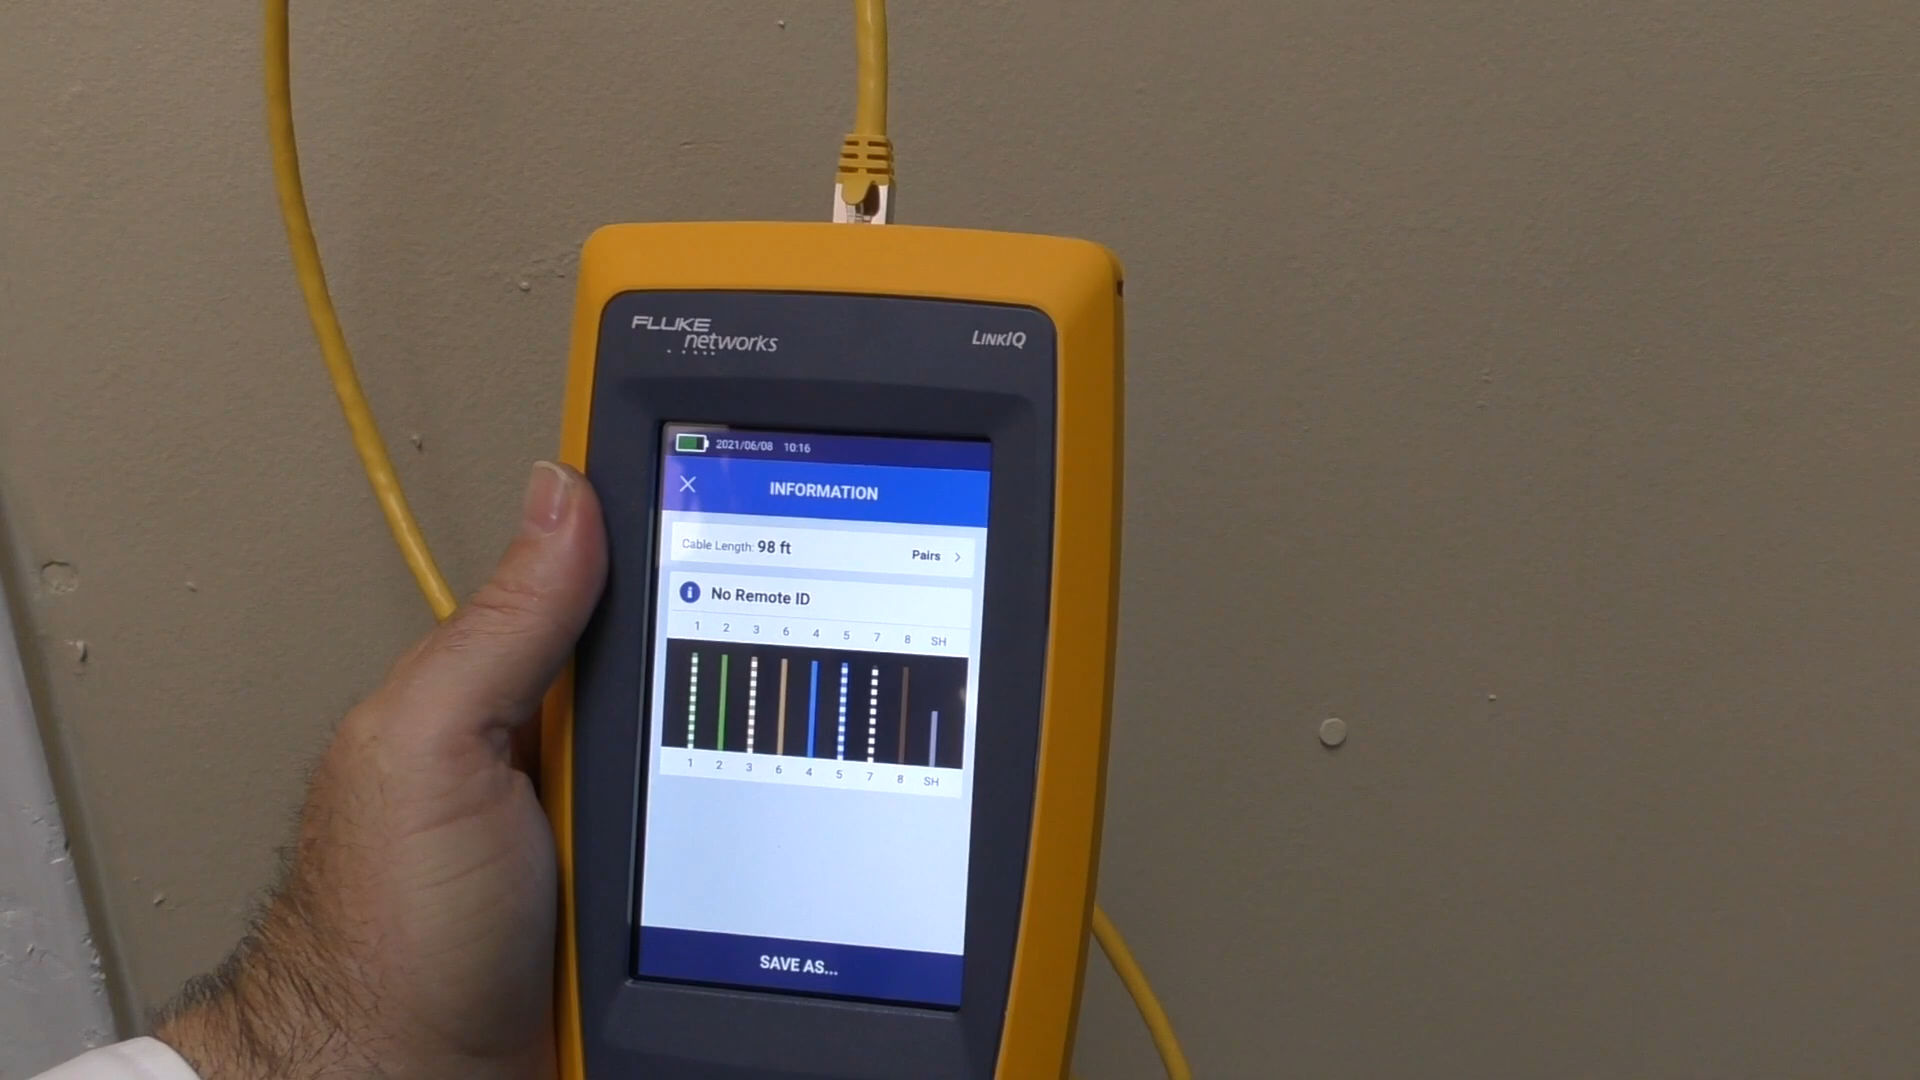 FLUKE
networks
LINKIQ
2021/06/08 10:16
INFORMATION
Cable Length: 98 ft Pairs
No Remote ID
1 2 3 6 4 5 7 8 SH
1 2 3 6 4 5 7 8 SH
SAVE AS...